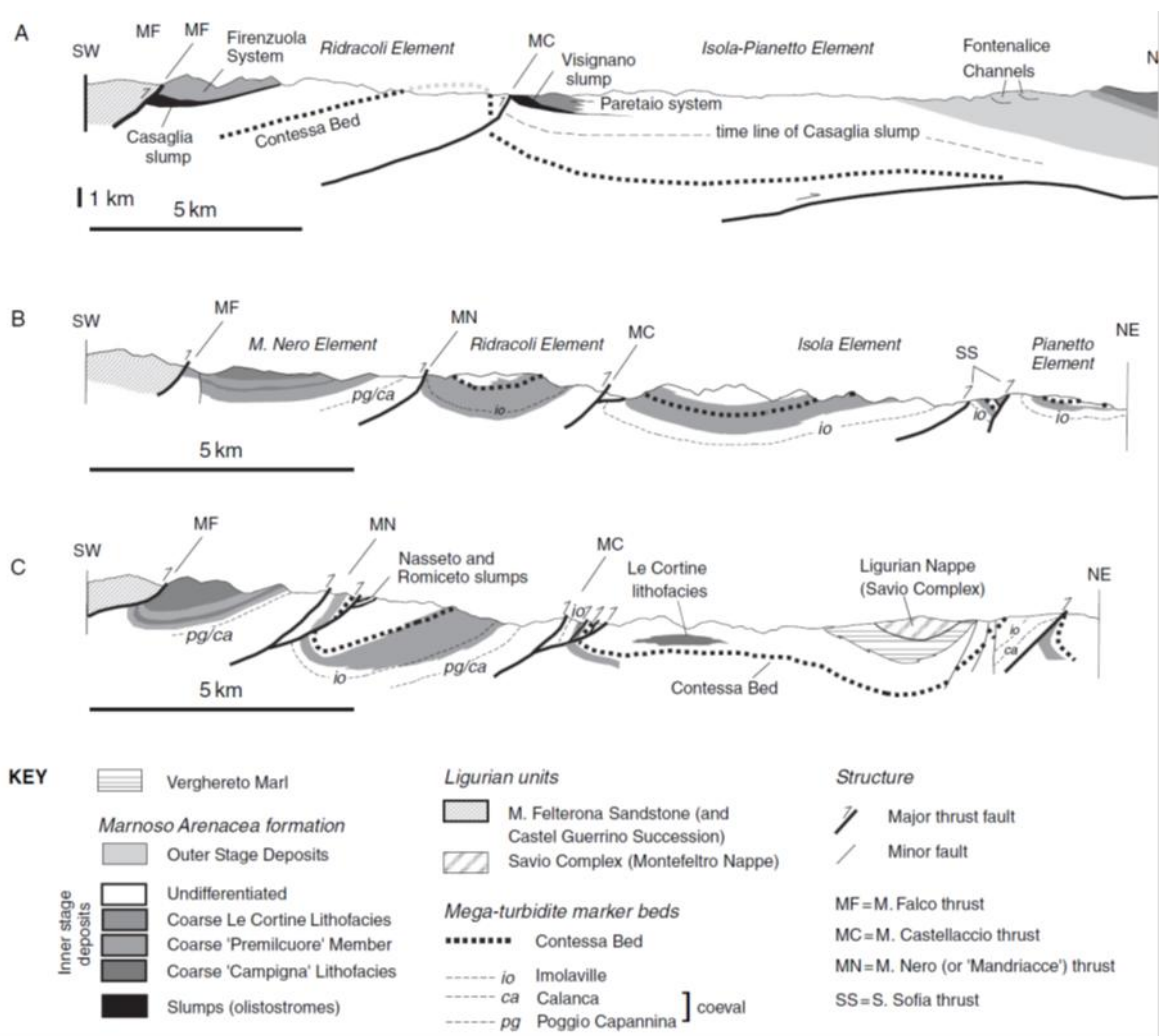 A
SW
MF
MF
Firenzuola
System
Ridracoli Element
MC
Visignano
slump
Isola-Pianetto Element
Fontenalice
Channels
N
Paretaio system
Casaglia
slump
Contessa Bed
time line of Casaglia slump
1 km
5 km
B
SW
MF
M. Nero Element
MN
Ridracoli Element
MC
Isola Element
SS
Pianetto
Element
NE
pg/ca
io
io
io
io
5 km
C
SW
MF
MN
Nasseto and
Romiceto slumps
MC
Le Cortine
lithofacies
Ligurian Nappe
(Savio Complex)
NE
pg/ca
io
pg/ca
io
io
ca
Contessa Bed
5 km
KEY
Verghereto Marl
Marnoso Arenacea formation
Outer Stage Deposits
Inner stage
deposits
Undifferentiated
Coarse Le Cortine Lithofacies
Coarse 'Premilcuore' Member
Coarse 'Campigna' Lithofacies
Slumps (olistostromes)
Ligurian units
M. Felterona Sandstone (and
Castel Guerrino Succession)
Savio Complex (Montefeltro Nappe)
Mega-turbidite marker beds
Contessa Bed
io Imolaville
ca Calanca
pg Poggio Capannina
coeval
Structure
Major thrust fault
Minor fault
MF=M. Falco thrust
MC=M. Castellaccio thrust
MN=M. Nero (or 'Mandriacce') thrust
SS=S. Sofia thrust